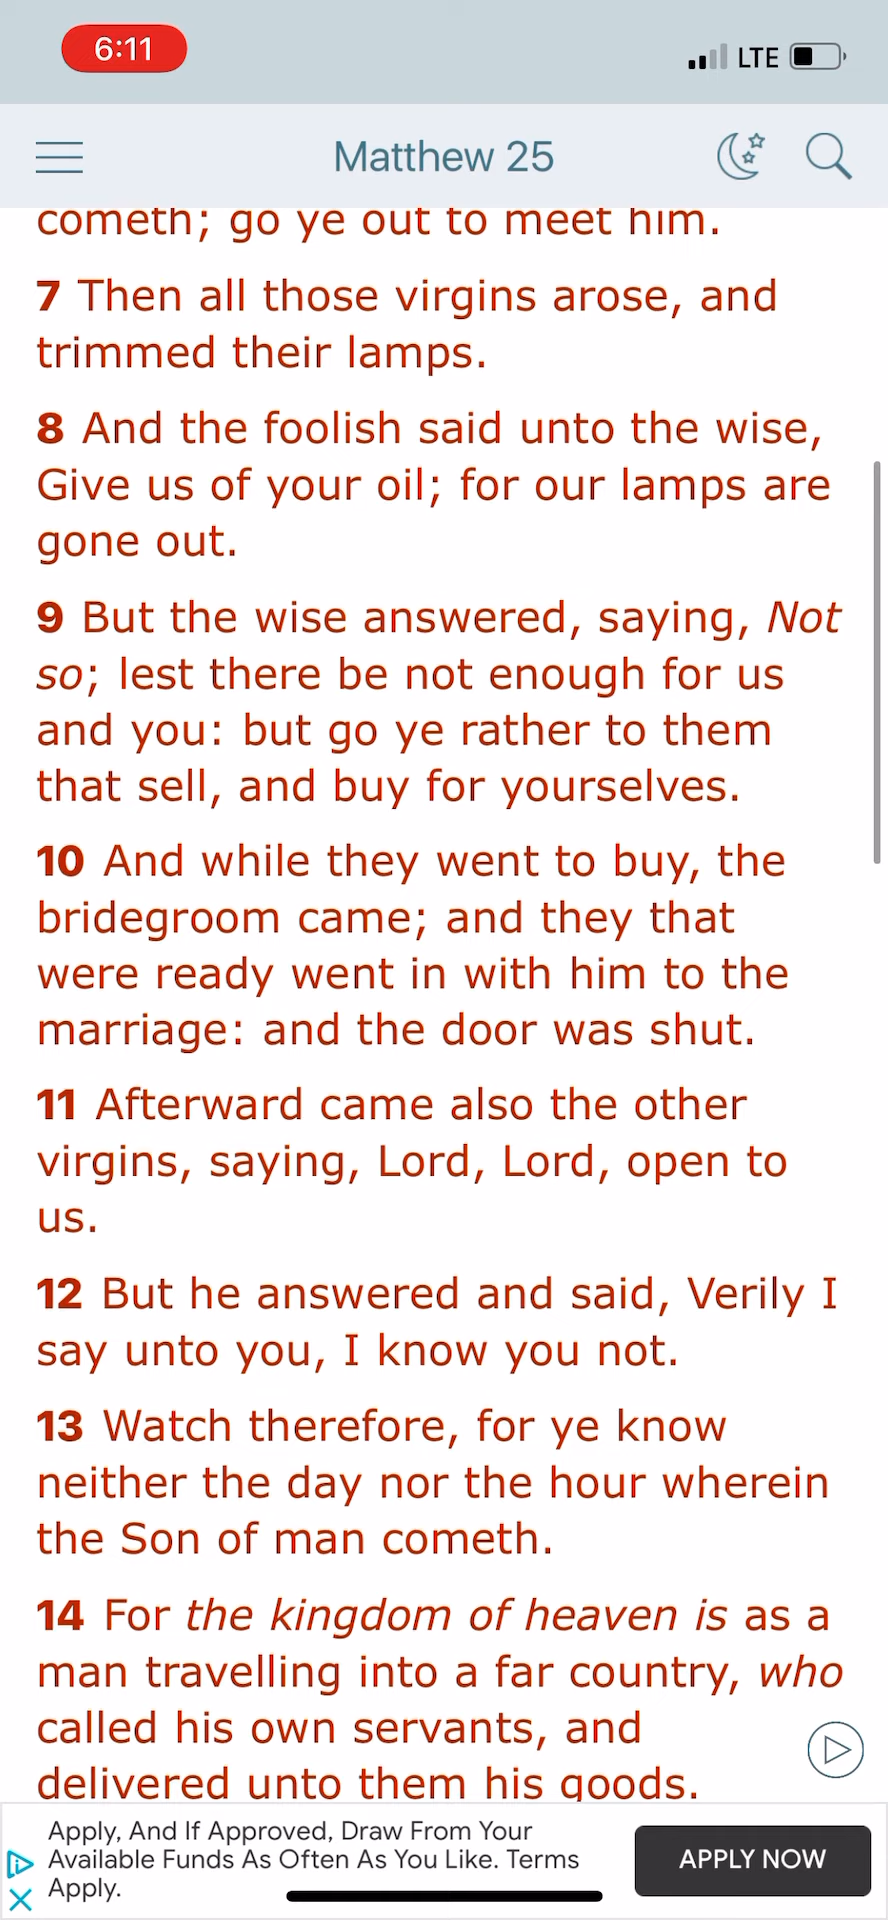 6:11
LTE
Matthew 25
cometh; go ye out to meet him.
7 Then all those virgins arose, and
trimmed their lamps.
8 And the foolish said unto the wise,
Give us of your oil; for our lamps are
gone out.
9 But the wise answered, saying, Not
so; lest there be not enough for us
and you: but go ye rather to them
that sell, and buy for yourselves.
10 And while they went to buy, the
bridegroom came; and they that
were ready went in with him to the
marriage: and the door was shut.
11 Afterward came also the other
virgins, saying, Lord, Lord, open to
us.
12 But he answered and said, Verily I
say unto you, I know you not.
13 Watch therefore, for ye know
neither the day nor the hour wherein
the Son of man cometh.
14 For the kingdom of heaven is as a
man travelling into a far country, who
called his own servants, and
delivered unto them his goods.
Apply, And If Approved, Draw From Your
Available Funds As Often As You Like. Terms
Apply.
APPLY NOW